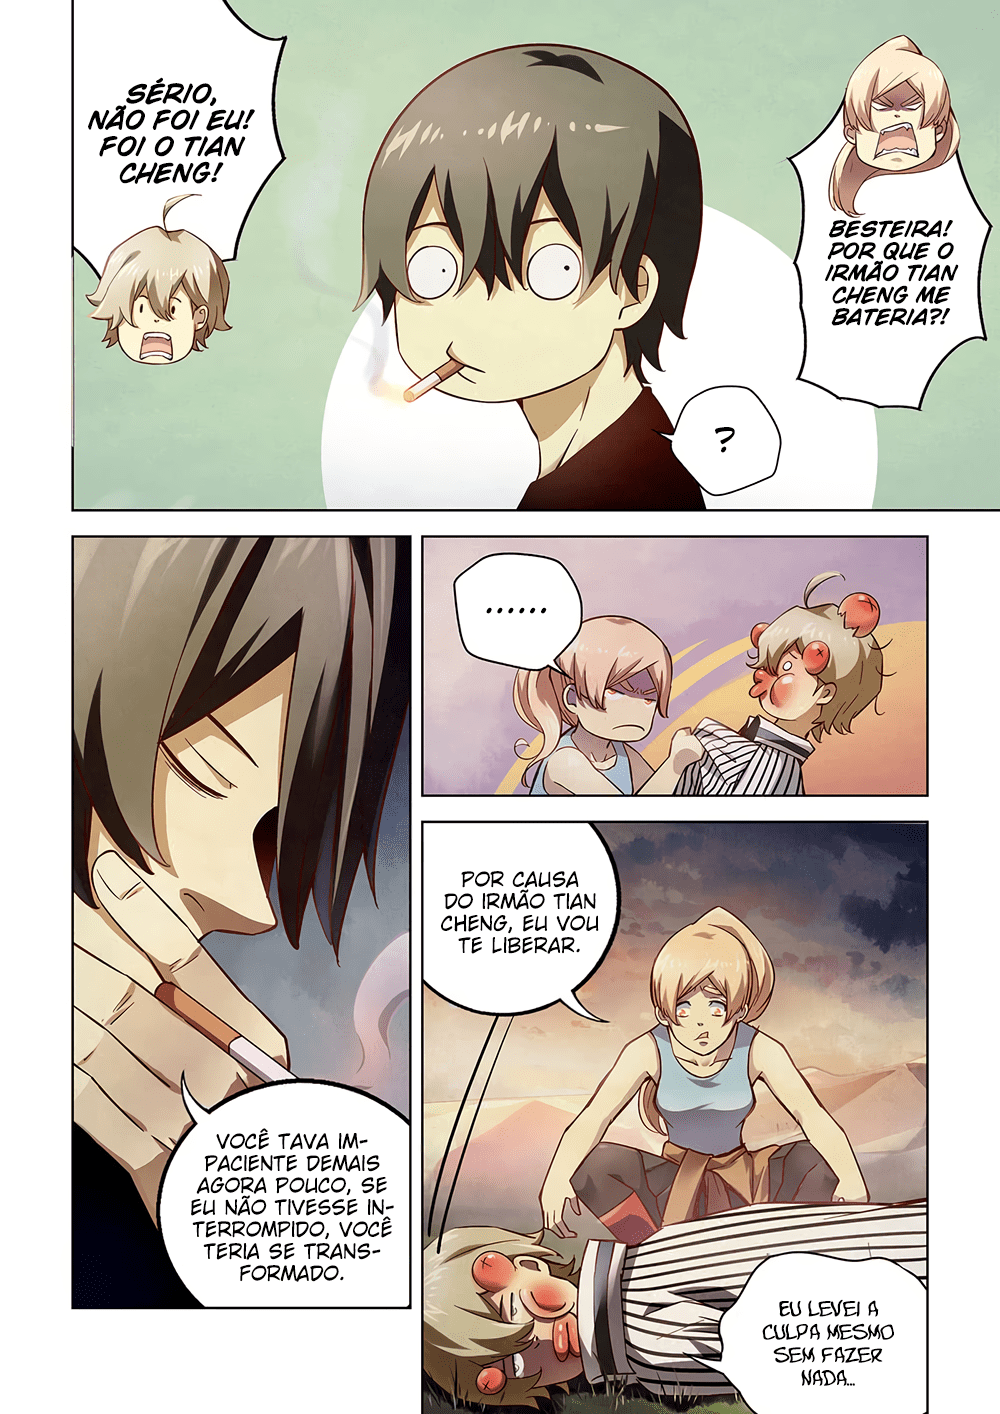 SÉRIO,
NÃO FOI EU!
FOI O TIAN
CHENG!
BESTEIRA!
POR QUE O
IRMÃO TIAN
CHENG ME
BATERIA?!
?
......
VOCÊ TAVA IM-
PACIENTE DEMAIS
AGORA POUCO, SE
EU NÃO TIVESSE IN-
TERROMPIDO, VOCÊ
TERIA SE TRANS-
FORMADO.
POR CAUSA
DO IRMÃO TIAN
CHENG, EU VOU
TE LIBERAR.
EU LEVEI A
CULPA MESMO
SEM FAZER
NADA...